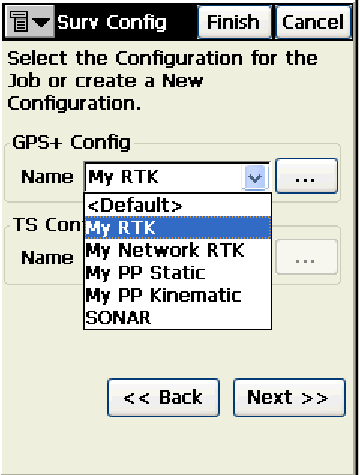 Surv Config Finish Cancel
Select the Configuration for the
Job or create a New
Configuration.
GPS+ Config
Name My RTK ...
<Default>
TS Con
My RTK
Name
My Network RTK
...
My PP Static
My PP Kinematic
SONAR
<< Back Next >>